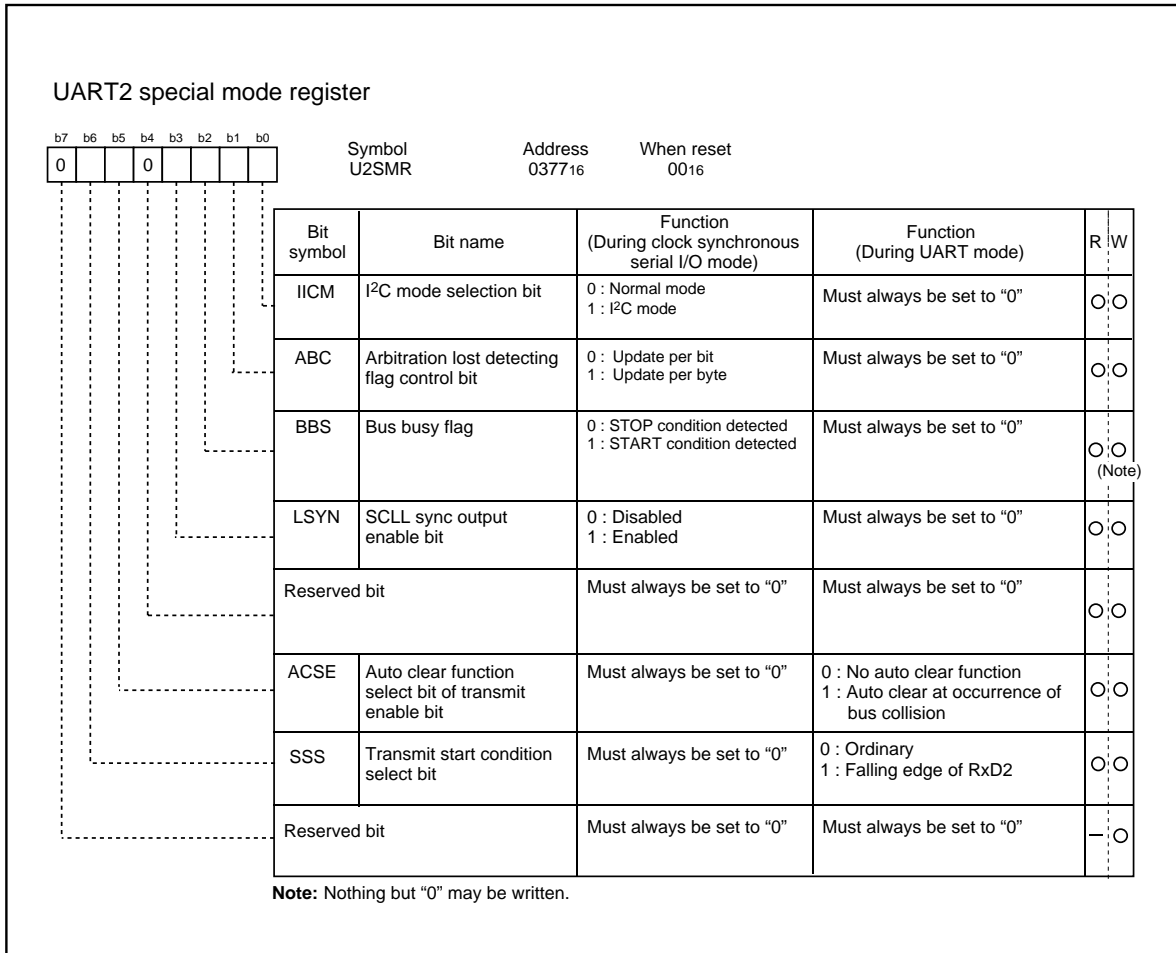 UART2 special mode register
b7 b6 b5 b4 b3 b2 b1 b0
0 0
Symbol Address When reset
U2SMR 037716 0016
Bit symbol Bit name Function (During clock synchronous serial I/O mode) Function (During UART mode) R W
IICM I2C mode selection bit 0 : Normal mode Must always be set to “0”
1 : I2C mode
ABC Arbitration lost detecting 0 : Update per bit Must always be set to “0”
flag control bit 1 : Update per byte
BBS Bus busy flag 0 : STOP condition detected Must always be set to “0”
1 : START condition detected
(Note)
LSYN SCLL sync output 0 : Disabled Must always be set to “0”
enable bit 1 : Enabled
Reserved bit Must always be set to “0” Must always be set to “0”
ACSE Auto clear function Must always be set to “0” 0 : No auto clear function
select bit of transmit 1 : Auto clear at occurrence of
enable bit bus collision
SSS Transmit start condition Must always be set to “0” 0 : Ordinary
select bit 1 : Falling edge of RxD2
Reserved bit Must always be set to “0” Must always be set to “0” –
Note: Nothing but “0” may be written.